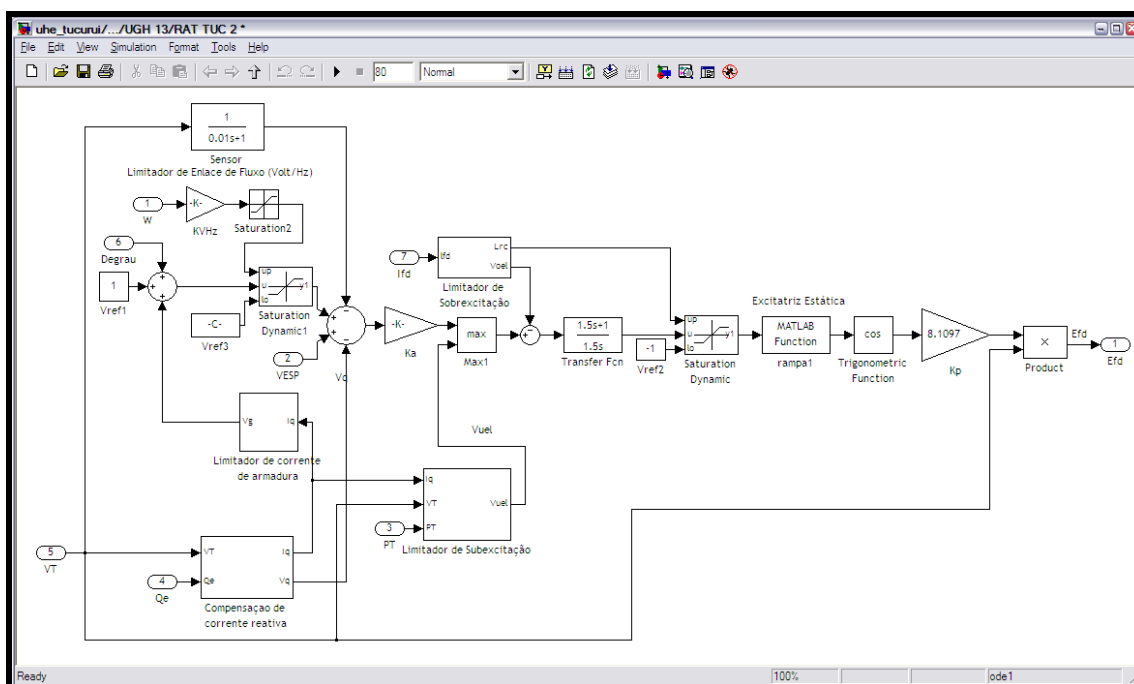 uhe_tucurui/.../UGH 13/RAT TUC 2 *
File Edit View Simulation Format Tools Help
80 Normal
1
0.01s+1
Sensor
Limitador de Enlace de Fluxo (Volt/Hz)
1
W
-K-
KVHz
Saturation2
6
Degrau
1
Vref1
up
u
lo
y1
Saturation
Dynamic1
-C-
Vref3
2
VESP
Vq
-K-
Ka
7
Ifd
Ifd
Lrc
Voel
Limitador de
Sobrexcitação
max
Max1
1.5s+1
1.5s
Transfer Fcn
-1
Vref2
up
u
lo
y1
Saturation
Dynamic
Excitatriz Estática
MATLAB
Function
rampa1
cos
Trigonometric
Function
8.1097
Kp
×
Product
Efd
1
Efd
Vg
Iq
Limitador de corrente
de armadura
Vuel
Iq
VT
PT
Vuel
Limitador de Subexcitação
3
PT
5
VT
4
Qe
VT
Qe
Iq
Vq
Compensaçao de
corrente reativa
Ready 100% ode1